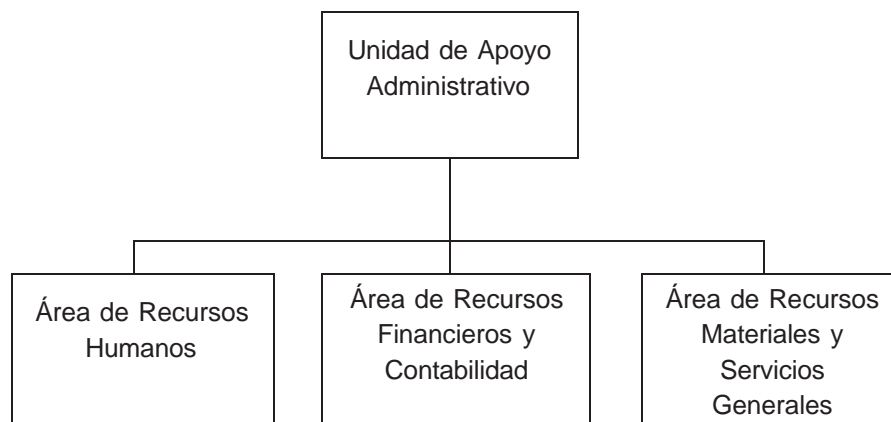 Unidad de Apoyo
Administrativo
Área de Recursos
Humanos
Área de Recursos
Financieros y
Contabilidad
Área de Recursos
Materiales y
Servicios
Generales